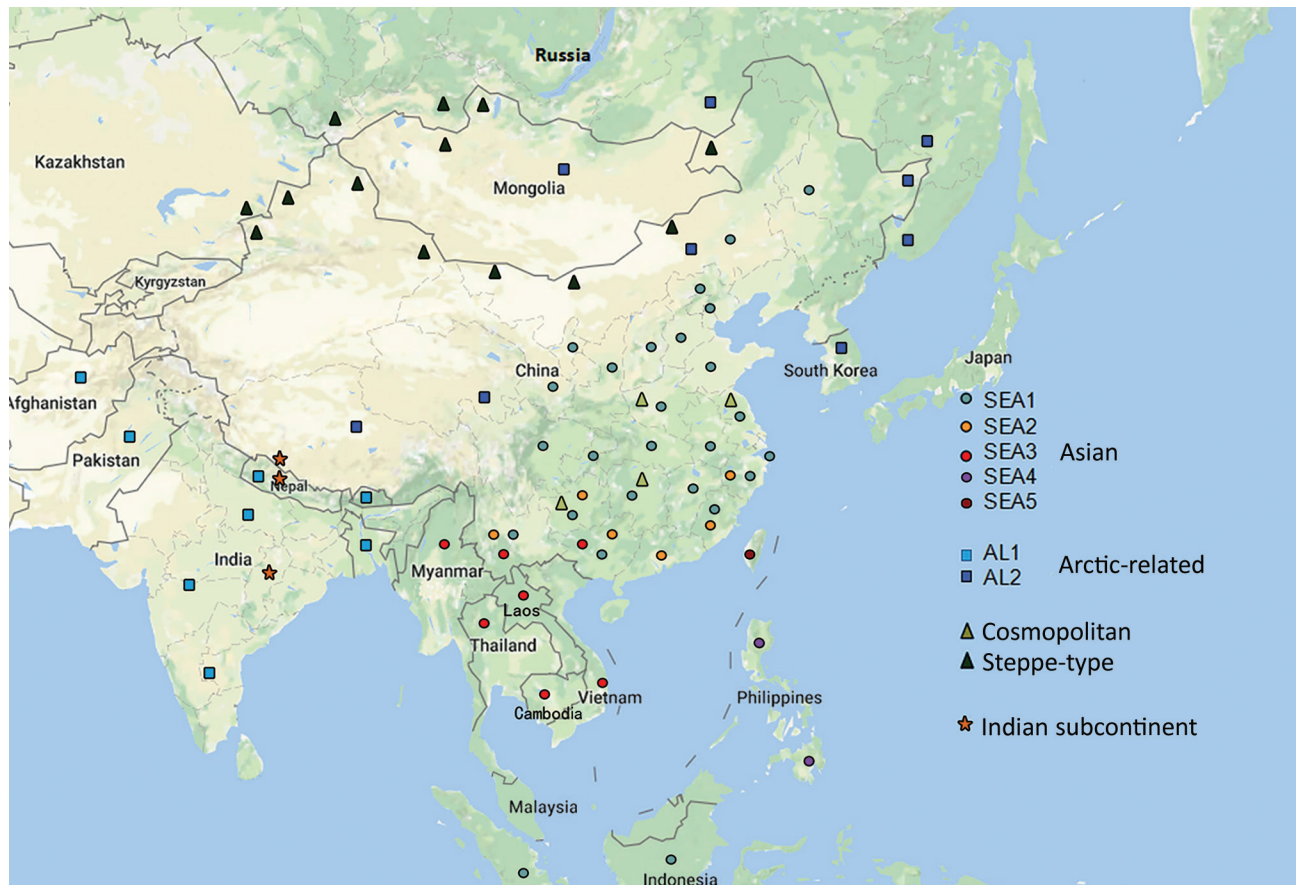 Russia
Kazakhstan
Mongolia
Kyrgyzstan
China
South Korea
Japan
Afghanistan
Pakistan
Nepal
India
Myanmar
Laos
Thailand
Vietnam
Cambodia
Philippines
Malaysia
Indonesia
SEA1
SEA2
SEA3 Asian
SEA4
SEA5
AL1
AL2 Arctic-related
Cosmopolitan
Steppe-type
Indian subcontinent